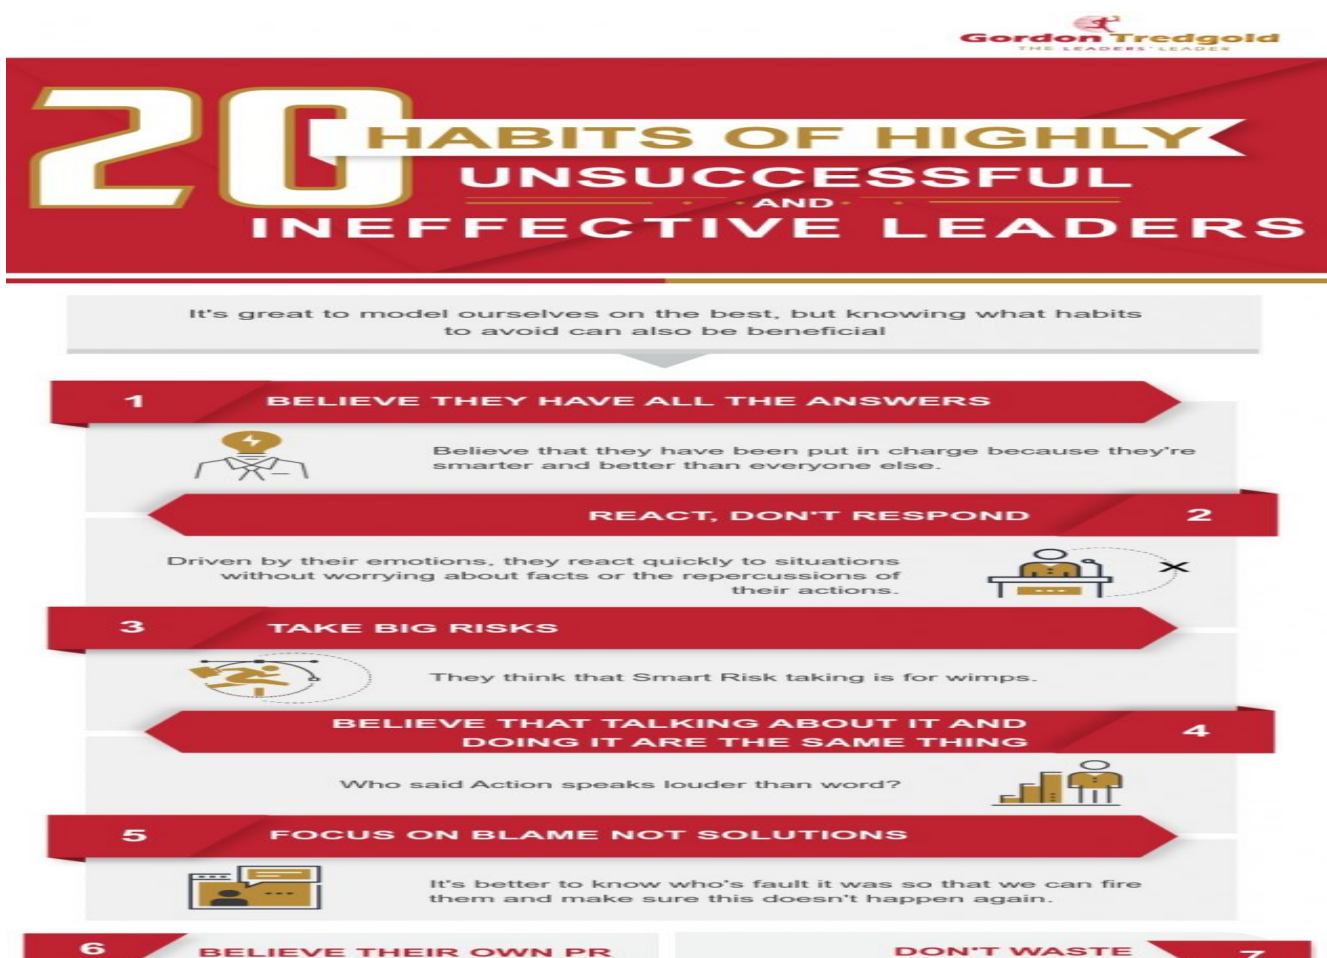 Gordon Tredgold
THE LEADERS' LEADER
20
HABITS OF HIGHLY
UNSUCCESSFUL
AND
INEFFECTIVE LEADERS
It's great to model ourselves on the best, but knowing what habits
to avoid can also be beneficial
1
BELIEVE THEY HAVE ALL THE ANSWERS
Believe that they have been put in charge because they're
smarter and better than everyone else.
REACT, DON'T RESPOND
2
Driven by their emotions, they react quickly to situations
without worrying about facts or the repercussions of
their actions.
3
TAKE BIG RISKS
They think that Smart Risk taking is for wimps.
BELIEVE THAT TALKING ABOUT IT AND
DOING IT ARE THE SAME THING
4
Who said Action speaks louder than word?
5
FOCUS ON BLAME NOT SOLUTIONS
It's better to know who's fault it was so that we can fire
them and make sure this doesn't happen again.
6
BELIEVE THEIR OWN PR
DON'T WASTE
7